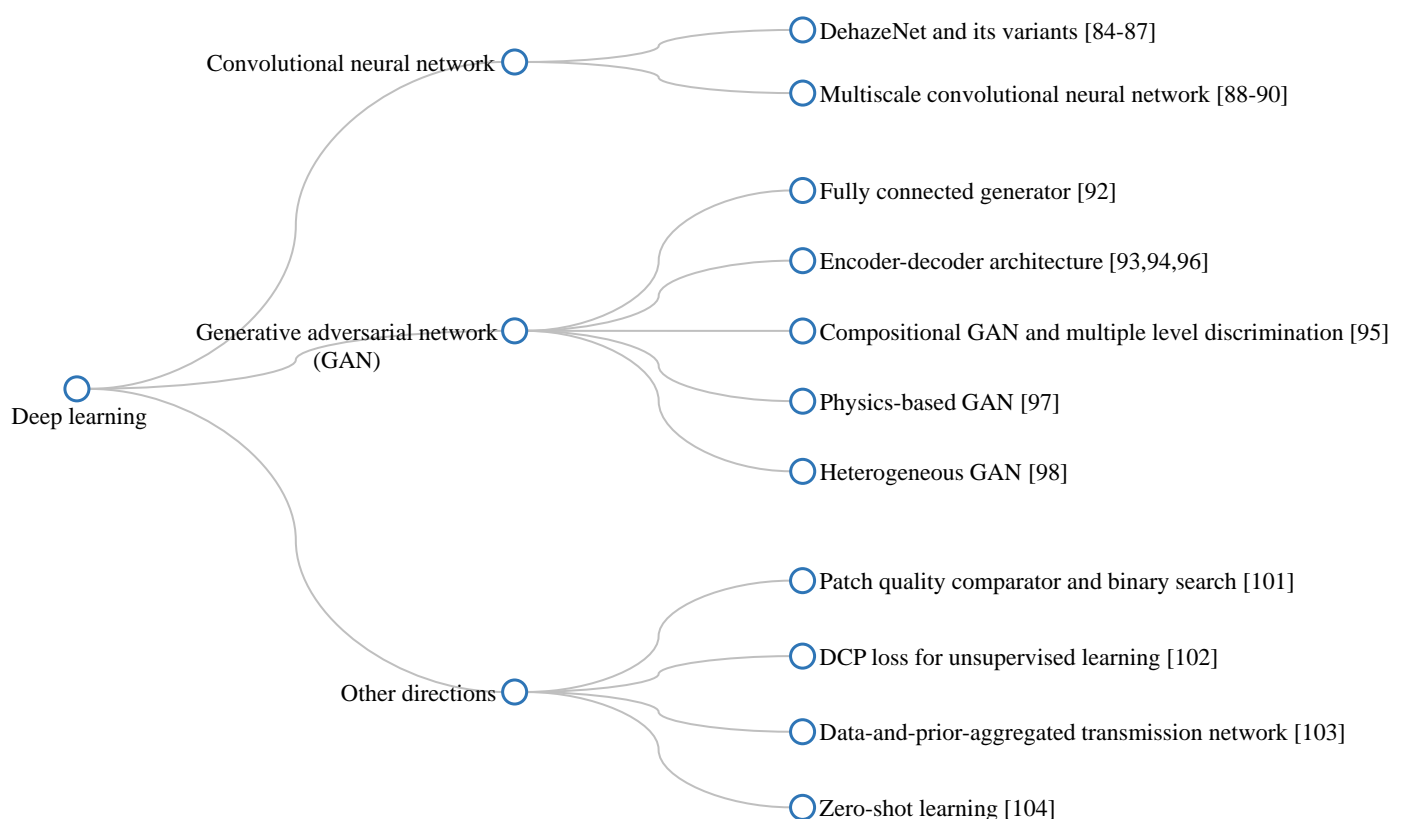 DehazeNet and its variants [84-87]
Convolutional neural network
Multiscale convolutional neural network [88-90]
Fully connected generator [92]
Encoder-decoder architecture [93,94,96]
Generative adversarial network
(GAN)
Compositional GAN and multiple level discrimination [95]
Deep learning
Physics-based GAN [97]
Heterogeneous GAN [98]
Patch quality comparator and binary search [101]
DCP loss for unsupervised learning [102]
Other directions
Data-and-prior-aggregated transmission network [103]
Zero-shot learning [104]